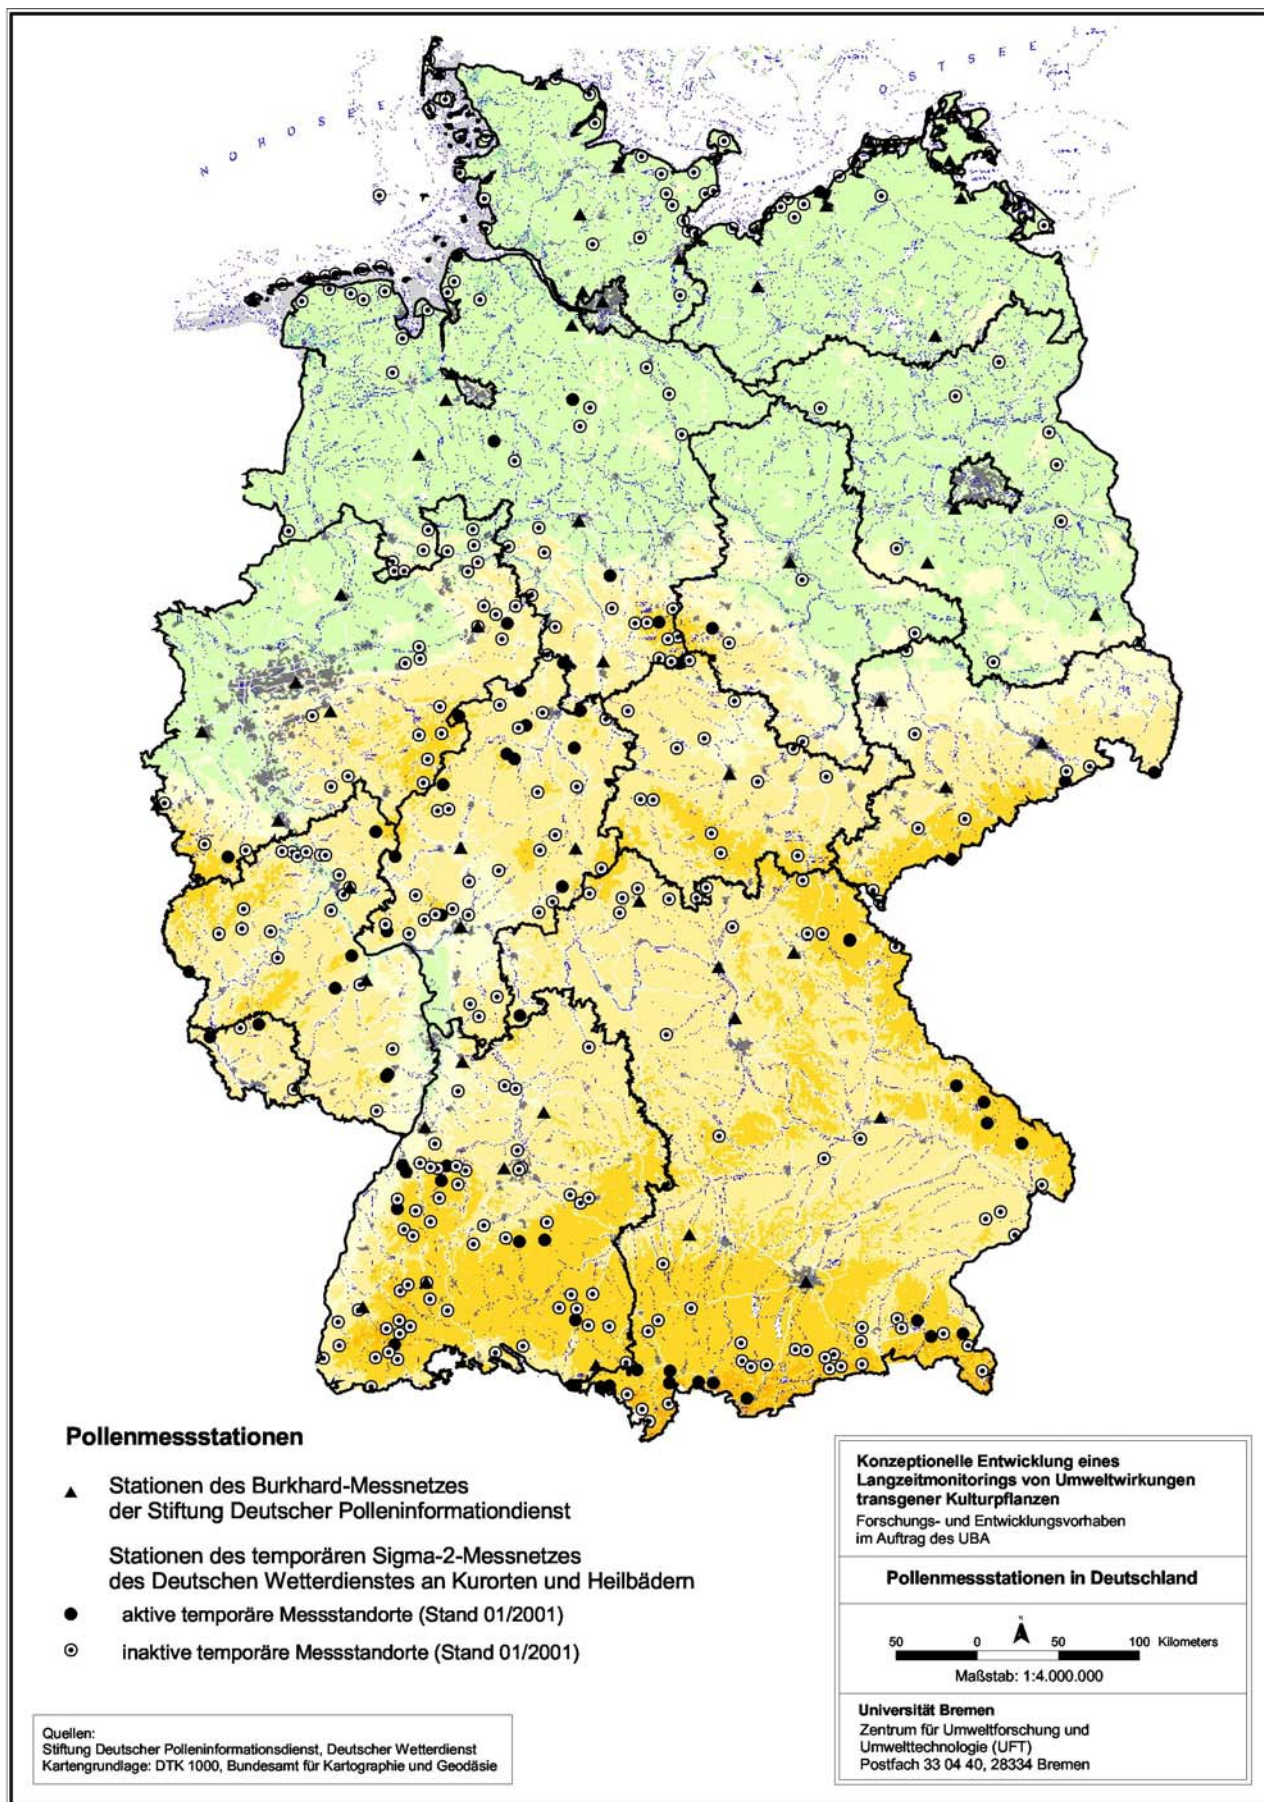 NORDSEE
OSTSEE
Pollenmessstationen
Stationen des Burkhard-Messnetzes
der Stiftung Deutscher Polleninformationdienst
Stationen des temporären Sigma-2-Messnetzes
des Deutschen Wetterdienstes an Kurorten und Heilbädern
aktive temporäre Messstandorte (Stand 01/2001)
inaktive temporäre Messstandorte (Stand 01/2001)
Quellen:
Stiftung Deutscher Polleninformationsdienst, Deutscher Wetterdienst
Kartengrundlage: DTK 1000, Bundesamt für Kartographie und Geodäsie
Konzeptionelle Entwicklung eines
Langzeitmonitorings von Umweltwirkungen
transgener Kulturpflanzen
Forschungs- und Entwicklungsvorhaben
im Auftrag des UBA
Pollenmessstationen in Deutschland
N
50 0 50 100 Kilometers
Maßstab: 1:4.000.000
Universität Bremen
Zentrum für Umweltforschung und
Umwelttechnologie (UFT)
Postfach 33 04 40, 28334 Bremen